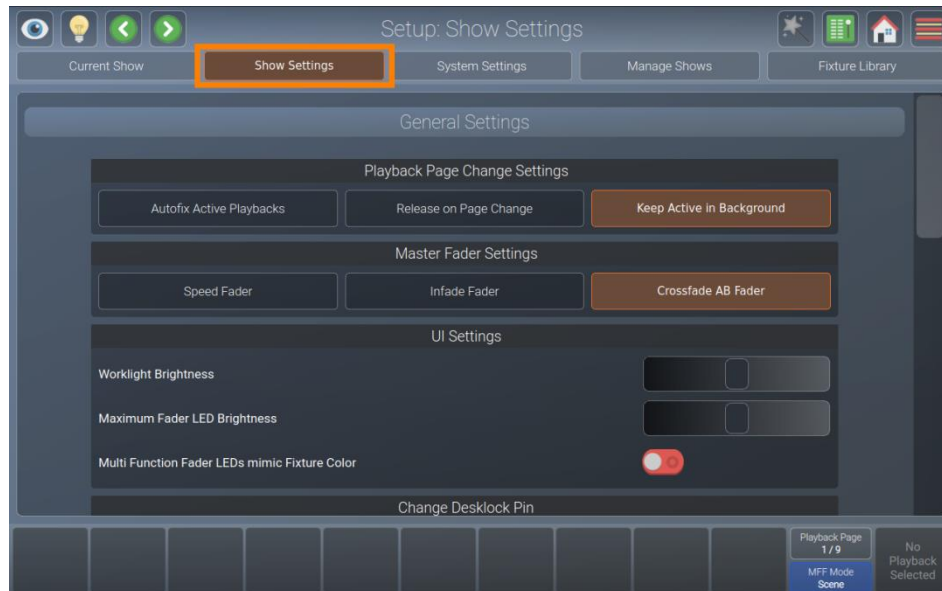 Setup: Show Settings
Current Show
Show Settings
System Settings
Manage Shows
Fixture Library
General Settings
Playback Page Change Settings
Autofix Active Playbacks
Release on Page Change
Keep Active in Background
Master Fader Settings
Speed Fader
Infade Fader
Crossfade AB Fader
UI Settings
Worklight Brightness
Maximum Fader LED Brightness
Multi Function Fader LEDs mimic Fixture Color
Change Desklock Pin
Playback Page
1/9
MFF Mode
Scene
No
Playback
Selected